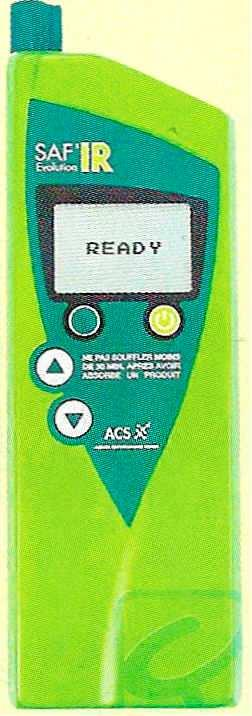 SAF'IR
Evolution
READY
NE PAS SOUFFLER MOINS
DE 30 MIN. APRES AVOIR
ABSORBE UN PRODUIT
ACS